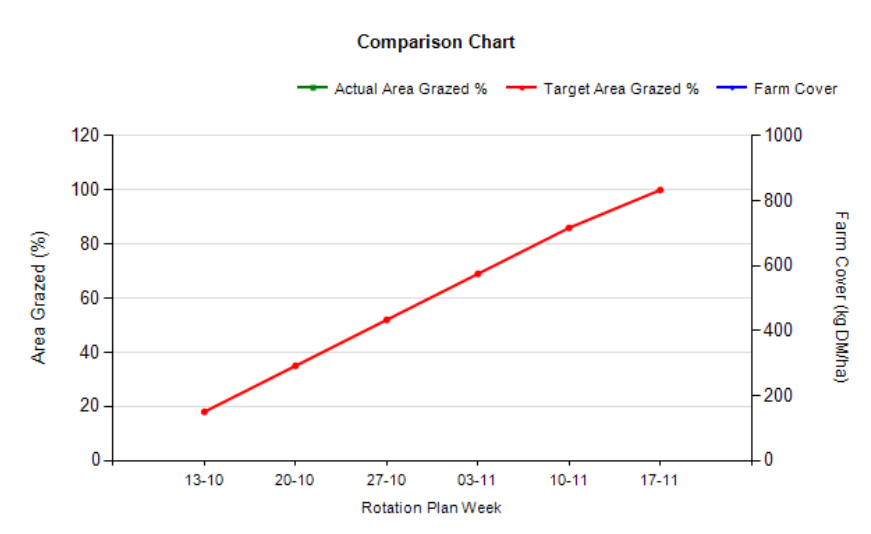 Comparison Chart
Actual Area Grazed % Target Area Grazed % Farm Cover
120 1000
100 800
80 600
60 400
40 200
20
0 0
Area Grazed (%)
Farm Cover (kg DM/ha)
13-10 20-10 27-10 03-11 10-11 17-11
Rotation Plan Week